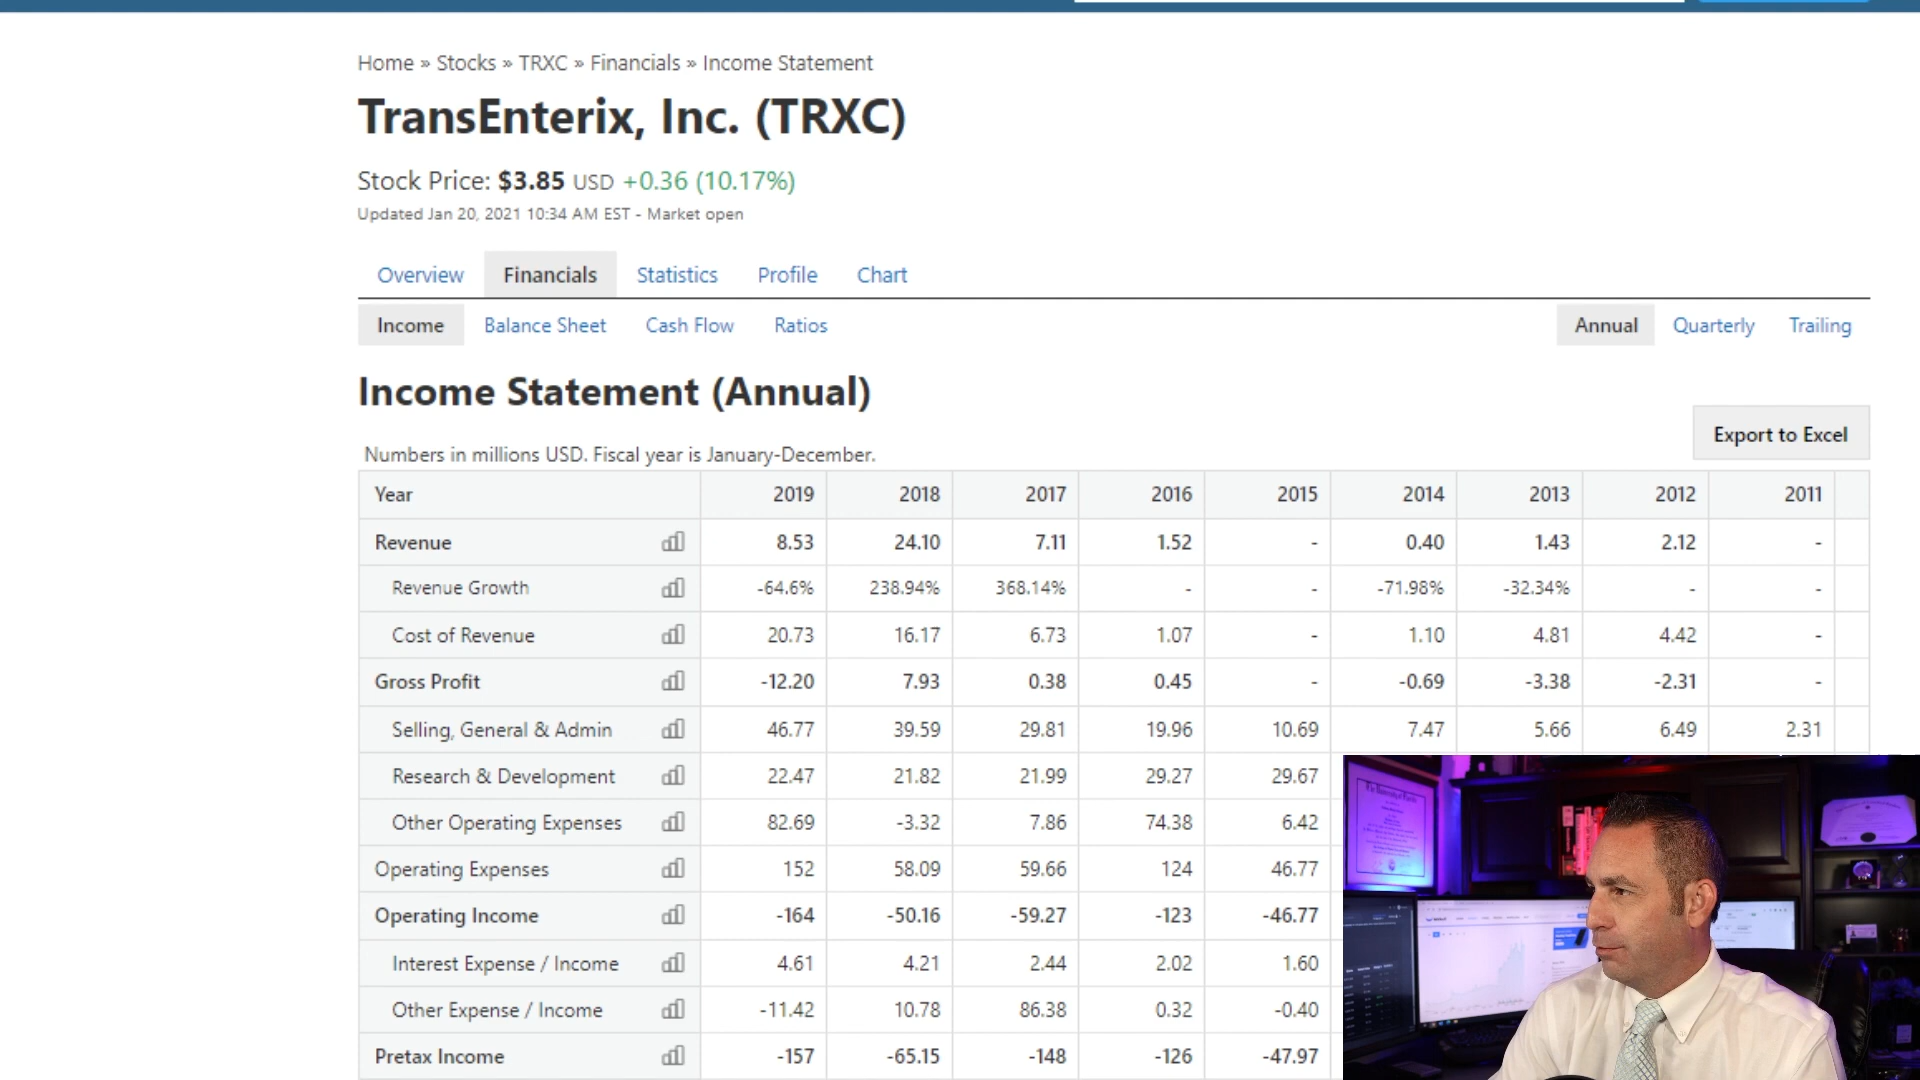 Home » Stocks » TRXC » Financials » Income Statement
TransEnterix, Inc. (TRXC)
Stock Price: $3.85 USD +0.36 (10.17%)
Updated Jan 20, 2021 10:34 AM EST - Market open
Overview Financials Statistics Profile Chart
Income Balance Sheet Cash Flow Ratios Annual Quarterly Trailing
Income Statement (Annual)
Export to Excel
Numbers in millions USD. Fiscal year is January-December.
Year 2019 2018 2017 2016 2015 2014 2013 2012 2011
Revenue 8.53 24.10 7.11 1.52 - 0.40 1.43 2.12 -
Revenue Growth -64.6% 238.94% 368.14% - - -71.98% -32.34% - -
Cost of Revenue 20.73 16.17 6.73 1.07 - 1.10 4.81 4.42 -
Gross Profit -12.20 7.93 0.38 0.45 - -0.69 -3.38 -2.31 -
Selling, General & Admin 46.77 39.59 29.81 19.96 10.69 7.47 5.66 6.49 2.31
Research & Development 22.47 21.82 21.99 29.27 29.67
Other Operating Expenses 82.69 -3.32 7.86 74.38 6.42
Operating Expenses 152 58.09 59.66 124 46.77
Operating Income -164 -50.16 -59.27 -123 -46.77
Interest Expense / Income 4.61 4.21 2.44 2.02 1.60
Other Expense / Income -11.42 10.78 86.38 0.32 -0.40
Pretax Income -157 -65.15 -148 -126 -47.97